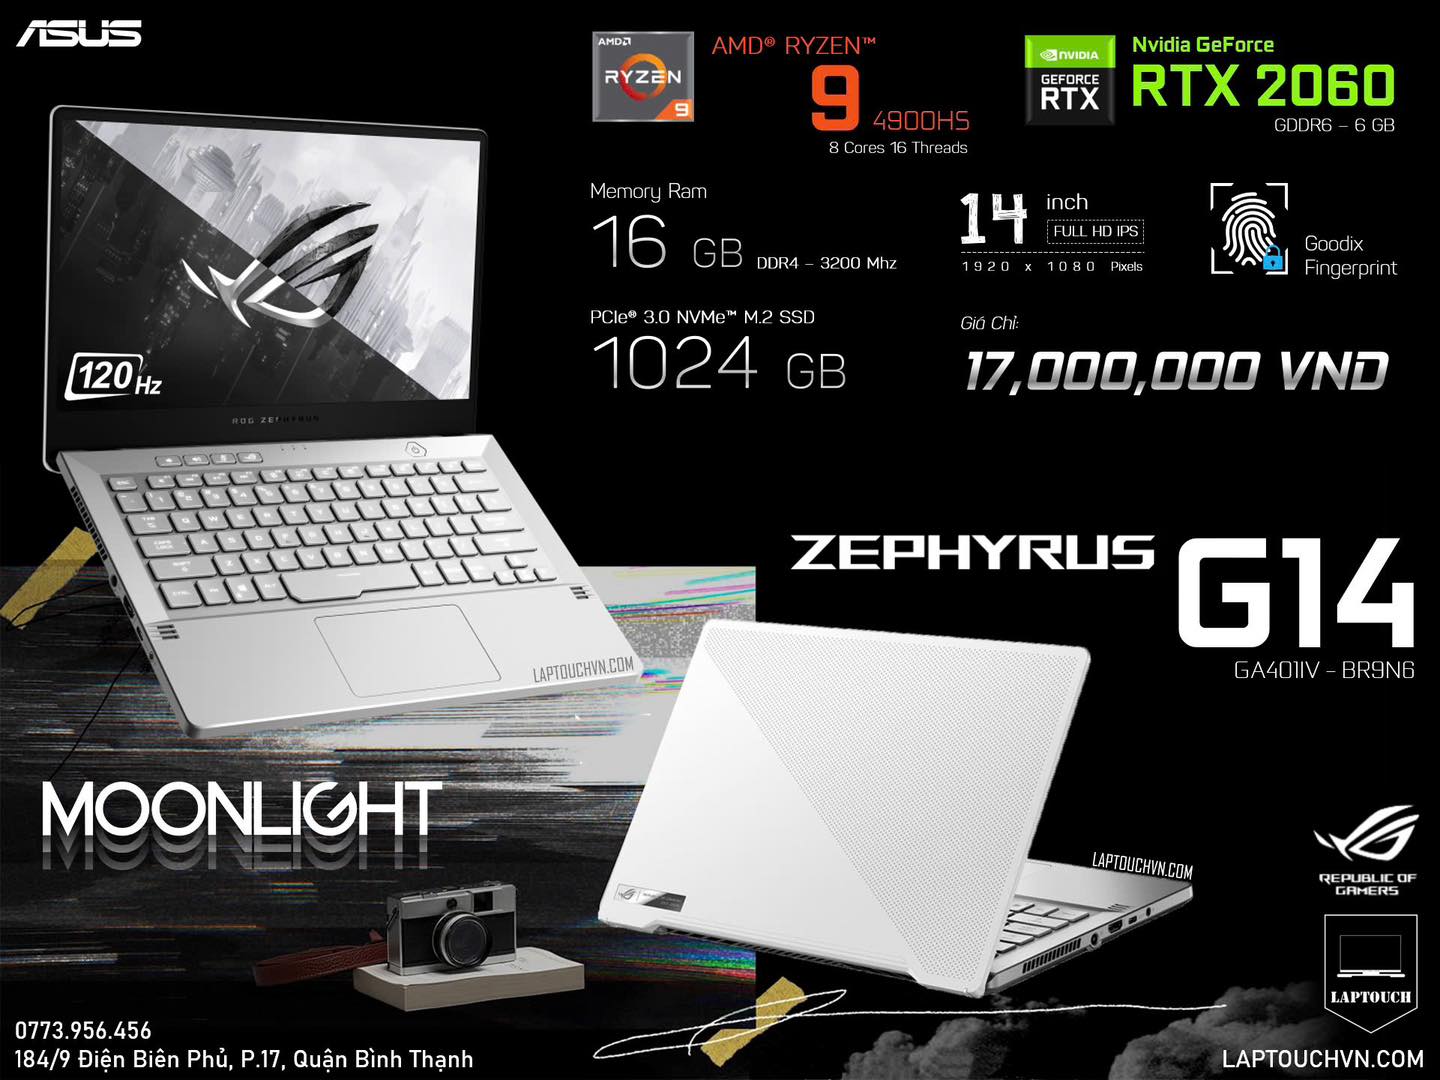 ASUS
AMD
RYZEN
9
AMD® RYZEN™
9 4900HS
8 Cores 16 Threads
NVIDIA
GEFORCE
RTX
Nvidia GeForce
RTX 2060
GDDR6 – 6 GB
Memory Ram
16 GB DDR4 – 3200 Mhz
14 inch
FULL HD IPS
1920 x 1080 Pixels
Goodix
Fingerprint
PCIe® 3.0 NVMe™ M.2 SSD
1024 GB
Giá Chỉ:
17,000,000 VND
120 Hz
ROG ZEPHYRUS
LAPTOUCHVN.COM
ZEPHYRUS G14
GA401IV – BR9N6
MOONLIGHT
LAPTOUCHVN.COM
REPUBLIC OF
GAMERS
LAPTOUCH
0773.956.456
184/9 Điện Biên Phủ, P.17, Quận Bình Thạnh
LAPTOUCHVN.COM